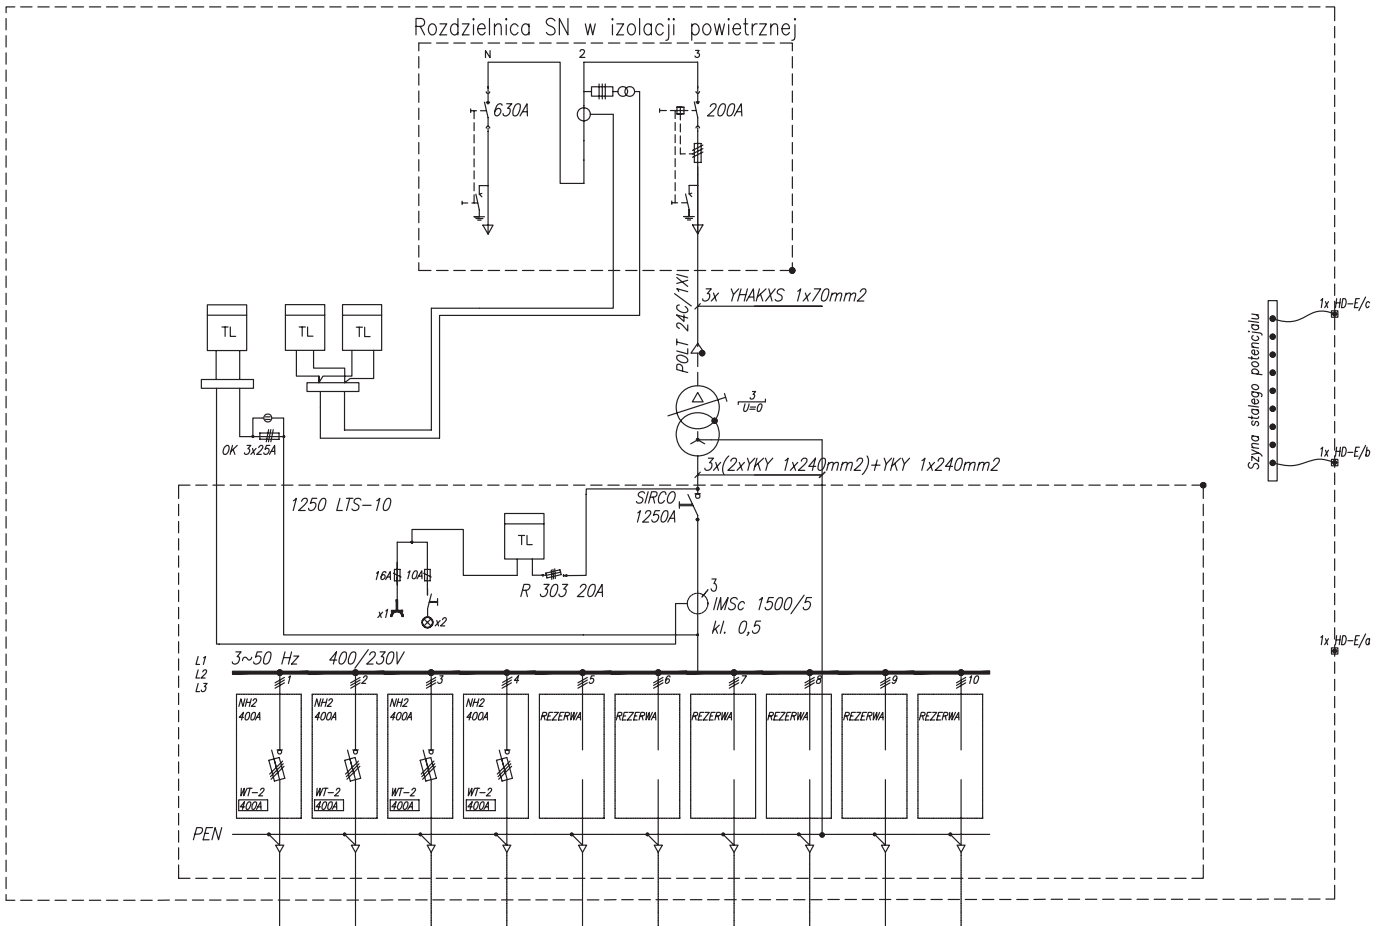 Rozdzielnica SN w izolacji powietrznej
N
2
3
630A
200A
3x YHAKXS 1x70mm2
POLT 24C/1XI
TL
TL
TL
3
U=0
OK 3x25A
3x(2xYKY 1x240mm2)+YKY 1x240mm2
1250 LTS-10
SIRCO
1250A
TL
16A
10A
R 303 20A
x1
x2
3
IMSc 1500/5
kl. 0,5
Szyna stałego potencjału
1x HD-E/c
1x HD-E/b
1x HD-E/a
L1
L2
L3
3~50 Hz 400/230V
1
2
3
4
5
6
7
8
9
10
NH2
400A
WT-2
400A
NH2
400A
WT-2
400A
NH2
400A
WT-2
400A
NH2
400A
WT-2
400A
REZERWA
REZERWA
REZERWA
REZERWA
REZERWA
REZERWA
PEN